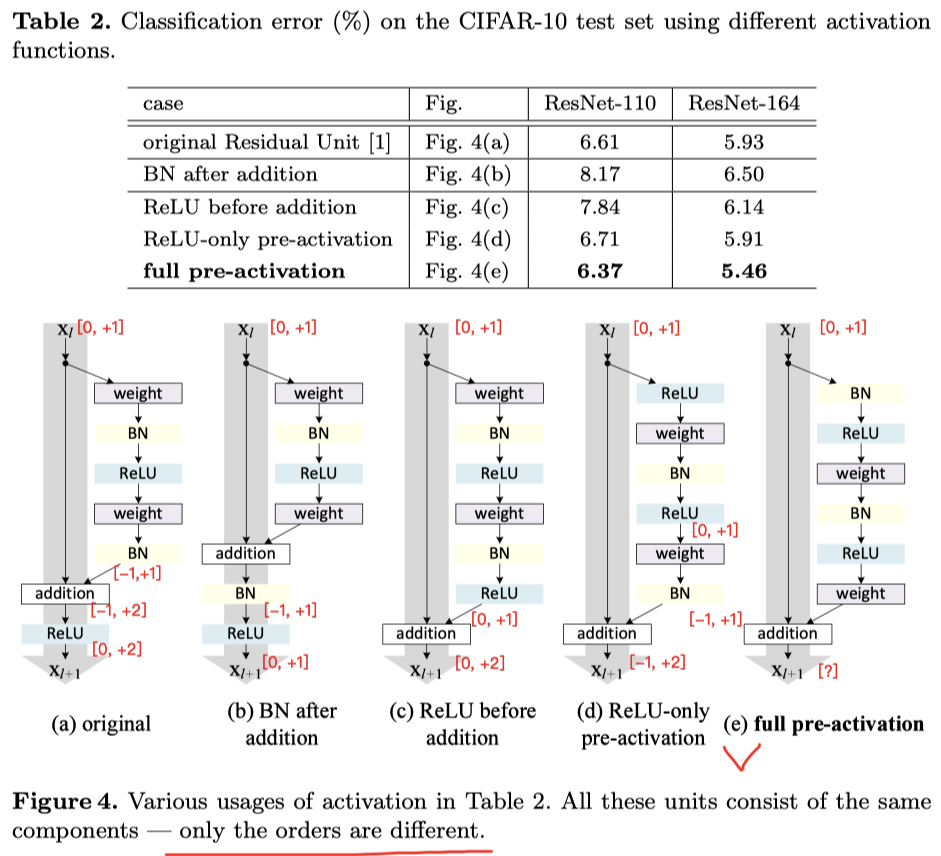 Table 2. Classification error (%) on the CIFAR-10 test set using different activation
functions.
case Fig. ResNet-110 ResNet-164
original Residual Unit [1] Fig. 4(a) 6.61 5.93
BN after addition Fig. 4(b) 8.17 6.50
ReLU before addition Fig. 4(c) 7.84 6.14
ReLU-only pre-activation Fig. 4(d) 6.71 5.91
full pre-activation Fig. 4(e) 6.37 5.46
xl [0, +1]
weight
BN
ReLU
weight
BN
[-1,+1]
addition
[-1, +2]
ReLU
[0, +2]
xl+1
(a) original
xl [0, +1]
weight
BN
ReLU
weight
addition
BN
[-1, +1]
ReLU
[0, +1]
xl+1
(b) BN after
addition
xl [0, +1]
weight
BN
ReLU
weight
BN
ReLU
[0, +1]
addition
[0, +2]
xl+1
(c) ReLU before
addition
xl [0, +1]
ReLU
weight
BN
ReLU
[0, +1]
weight
BN
[-1, +1]
addition
[-1, +2]
xl+1
(d) ReLU-only
pre-activation
xl [0, +1]
BN
ReLU
weight
BN
ReLU
weight
addition
xl+1 [?]
(e) full pre-activation
Figure 4. Various usages of activation in Table 2. All these units consist of the same
components — only the orders are different.